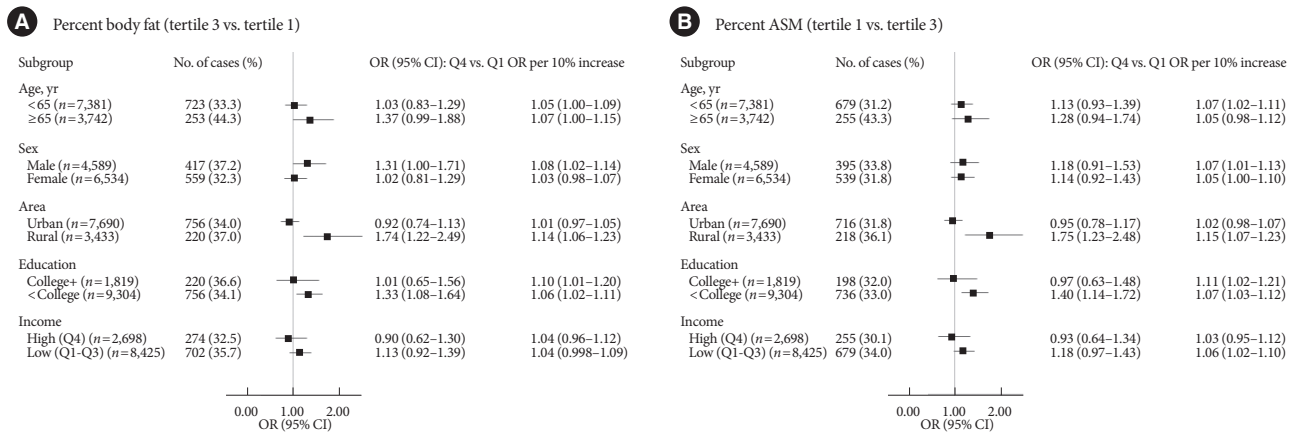 A Percent body fat (tertile 3 vs. tertile 1)
Subgroup No. of cases (%) OR (95% CI): Q4 vs. Q1 OR per 10% increase
Age, yr
<65 (n=7,381) 723 (33.3) 1.03 (0.83–1.29) 1.05 (1.00–1.09)
≥65 (n=3,742) 253 (44.3) 1.37 (0.99–1.88) 1.07 (1.00–1.15)
Sex
Male (n=4,589) 417 (37.2) 1.31 (1.00–1.71) 1.08 (1.02–1.14)
Female (n=6,534) 559 (32.3) 1.02 (0.81–1.29) 1.03 (0.98–1.07)
Area
Urban (n=7,690) 756 (34.0) 0.92 (0.74–1.13) 1.01 (0.97–1.05)
Rural (n=3,433) 220 (37.0) 1.74 (1.22–2.49) 1.14 (1.06–1.23)
Education
College+ (n=1,819) 220 (36.6) 1.01 (0.65–1.56) 1.10 (1.01–1.20)
<College (n=9,304) 756 (34.1) 1.33 (1.08–1.64) 1.06 (1.02–1.11)
Income
High (Q4) (n=2,698) 274 (32.5) 0.90 (0.62–1.30) 1.04 (0.96–1.12)
Low (Q1-Q3) (n=8,425) 702 (35.7) 1.13 (0.92–1.39) 1.04 (0.998–1.09)
0.00 1.00 2.00
OR (95% CI)
B Percent ASM (tertile 1 vs. tertile 3)
Subgroup No. of cases (%) OR (95% CI): Q4 vs. Q1 OR per 10% increase
Age, yr
<65 (n=7,381) 679 (31.2) 1.13 (0.93–1.39) 1.07 (1.02–1.11)
≥65 (n=3,742) 255 (43.3) 1.28 (0.94–1.74) 1.05 (0.98–1.12)
Sex
Male (n=4,589) 395 (33.8) 1.18 (0.91–1.53) 1.07 (1.01–1.13)
Female (n=6,534) 539 (31.8) 1.14 (0.92–1.43) 1.05 (1.00–1.10)
Area
Urban (n=7,690) 716 (31.8) 0.95 (0.78–1.17) 1.02 (0.98–1.07)
Rural (n=3,433) 218 (36.1) 1.75 (1.23–2.48) 1.15 (1.07–1.23)
Education
College+ (n=1,819) 198 (32.0) 0.97 (0.63–1.48) 1.11 (1.02–1.21)
<College (n=9,304) 736 (33.0) 1.40 (1.14–1.72) 1.07 (1.03–1.12)
Income
High (Q4) (n=2,698) 255 (30.1) 0.93 (0.64–1.34) 1.03 (0.95–1.12)
Low (Q1-Q3) (n=8,425) 679 (34.0) 1.18 (0.97–1.43) 1.06 (1.02–1.10)
0.00 1.00 2.00
OR (95% CI)